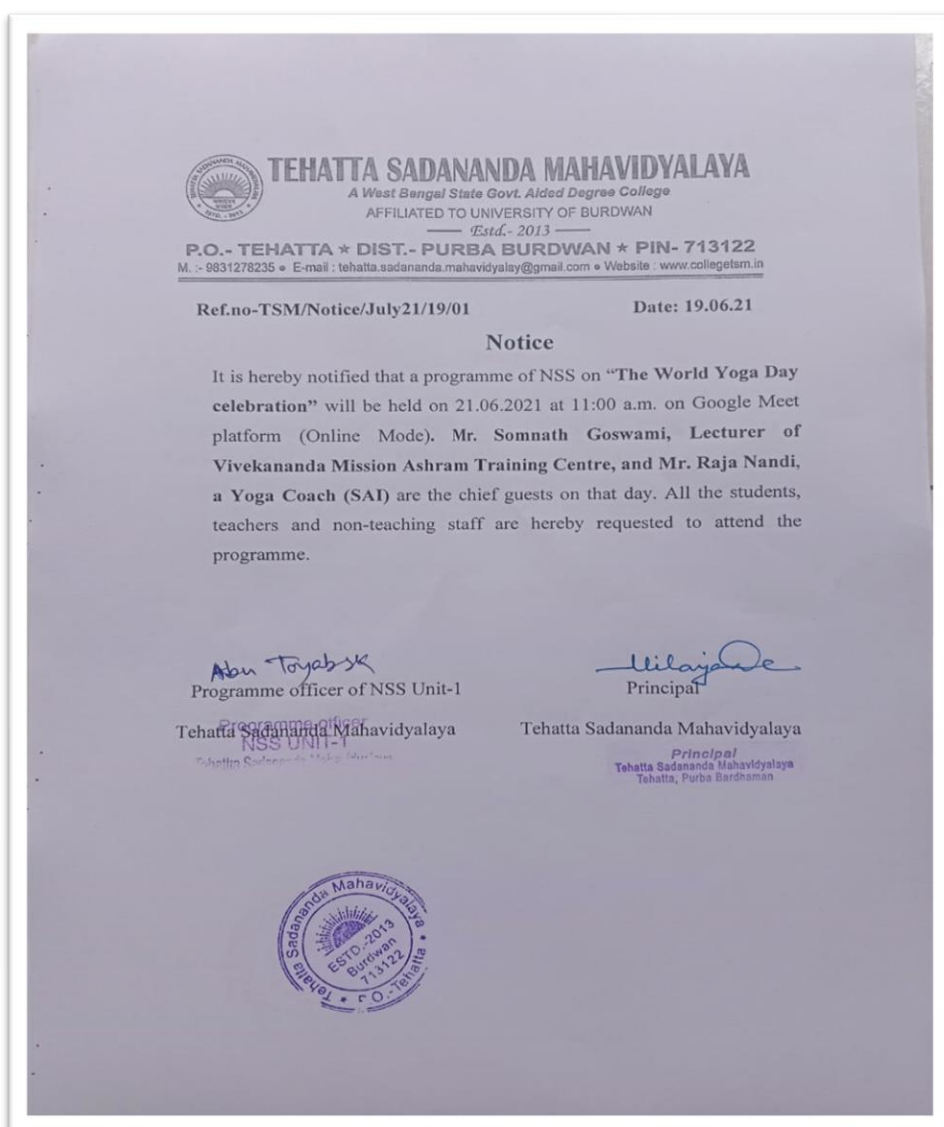 TEHATTA SADANANDA MAHAVIDYALAYA
A West Bengal State Govt. Aided Degree College
AFFILIATED TO UNIVERSITY OF BURDWAN
Estd.- 2013
P.O.- TEHATTA ★ DIST.- PURBA BURDWAN ★ PIN- 713122
M. :- 9831278235 ● E-mail : tehatta.sadananda.mahavidyalay@gmail.com ● Website : www.collegetsm.in
Ref.no-TSM/Notice/July21/19/01 Date: 19.06.21
Notice
It is hereby notified that a programme of NSS on “The World Yoga Day
celebration” will be held on 21.06.2021 at 11:00 a.m. on Google Meet
platform (Online Mode). Mr. Somnath Goswami, Lecturer of
Vivekananda Mission Ashram Training Centre, and Mr. Raja Nandi,
a Yoga Coach (SAI) are the chief guests on that day. All the students,
teachers and non-teaching staff are hereby requested to attend the
programme.
Abu Toyab Sk
Programme officer of NSS Unit-1 Principal
Tehatta Sadananda Mahavidyalaya Tehatta Sadananda Mahavidyalaya
Programme officer
NSS UNIT-1
Principal
Tehatta Sadananda Mahavidyalaya
Tehatta, Purba Bardhaman
Tehatta Sadananda Mahavidyalaya ★ P.O.-Tehatta ★
ESTD.-2013
Burdwan
713122